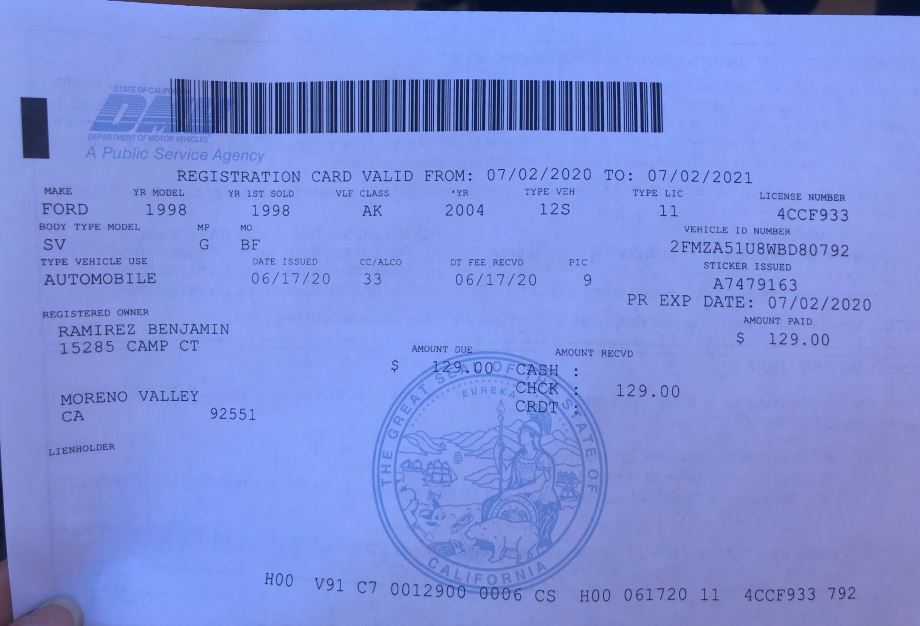 STATE OF CALIFORNIA
DMV
DEPARTMENT OF MOTOR VEHICLES
A Public Service Agency
REGISTRATION CARD VALID FROM: 07/02/2020 TO: 07/02/2021
MAKE YR MODEL YR 1ST SOLD VLF CLASS *YR TYPE VEH TYPE LIC LICENSE NUMBER
FORD 1998 1998 AK 2004 12S 11 4CCF933
BODY TYPE MODEL MP MO VEHICLE ID NUMBER
SV G BF 2FMZA51U8WBD80792
TYPE VEHICLE USE DATE ISSUED CC/ALCO DT FEE RECVD PIC STICKER ISSUED
AUTOMOBILE 06/17/20 33 06/17/20 9 A7479163
PR EXP DATE: 07/02/2020
REGISTERED OWNER AMOUNT PAID
RAMIREZ BENJAMIN $ 129.00
15285 CAMP CT
AMOUNT DUE AMOUNT RECVD
$ 129.00 CASH :
CHCK : 129.00
CRDT :
MORENO VALLEY
CA 92551
LIENHOLDER
THE GREAT SEAL OF THE STATE OF CALIFORNIA
EUREKA
H00 V91 C7 0012900 0006 CS H00 061720 11 4CCF933 792